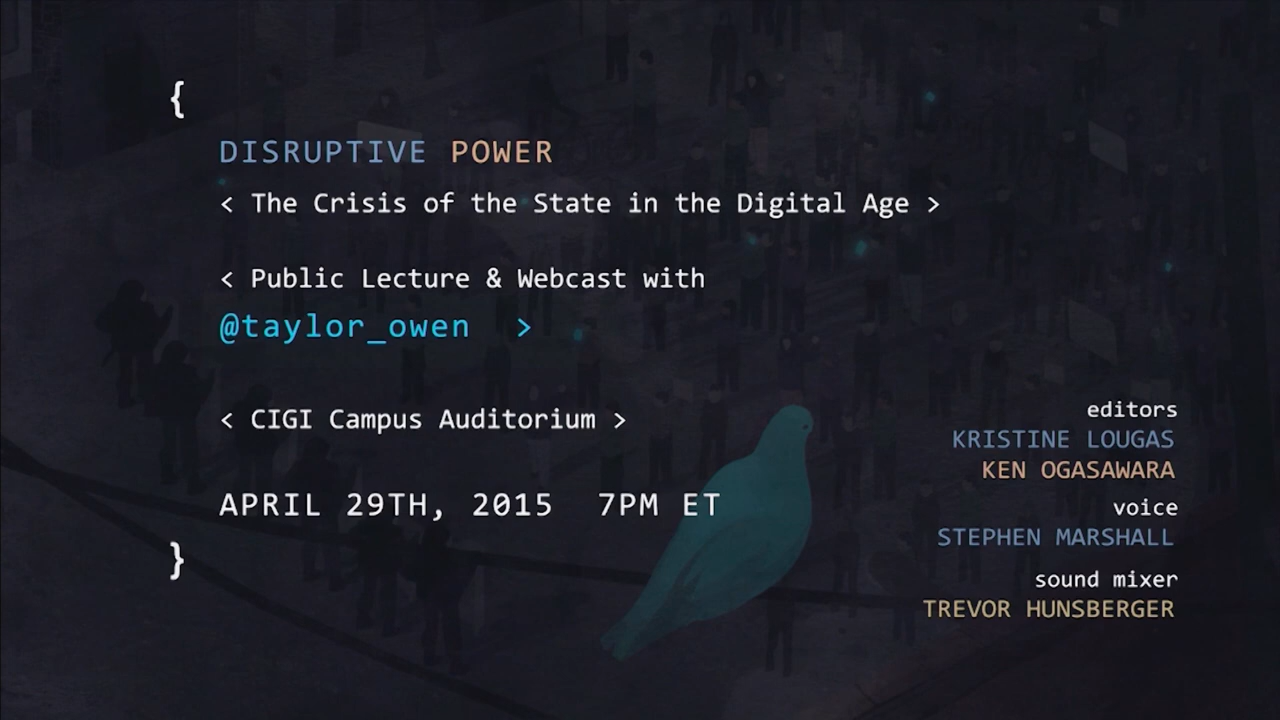 {
DISRUPTIVE POWER
< The Crisis of the State in the Digital Age >
< Public Lecture & Webcast with
@taylor_owen >
< CIGI Campus Auditorium >
APRIL 29TH, 2015 7PM ET
}
editors
KRISTINE LOUGAS
KEN OGASAWARA
voice
STEPHEN MARSHALL
sound mixer
TREVOR HUNSBERGER